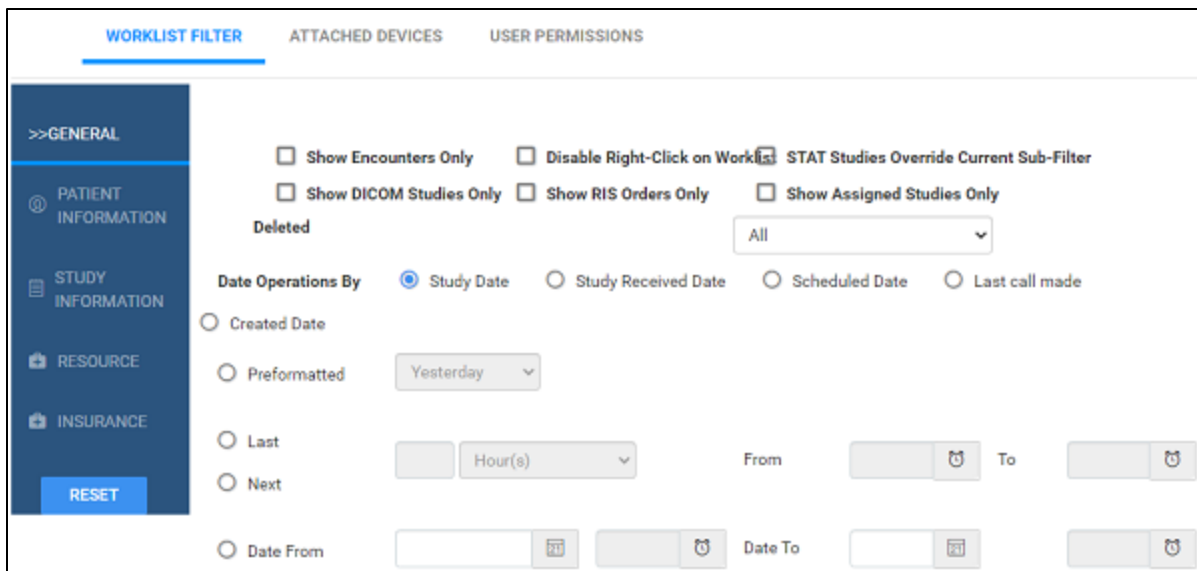 WORKLIST FILTER ATTACHED DEVICES USER PERMISSIONS
>>GENERAL
PATIENT
INFORMATION
STUDY
INFORMATION
RESOURCE
INSURANCE
RESET
Show Encounters Only Disable Right-Click on Worklist STAT Studies Override Current Sub-Filter
Show DICOM Studies Only Show RIS Orders Only Show Assigned Studies Only
Deleted All
Date Operations By Study Date Study Received Date Scheduled Date Last call made
Created Date
Preformatted Yesterday
Last
Hour(s) From To
Next
Date From 21 Date To 21